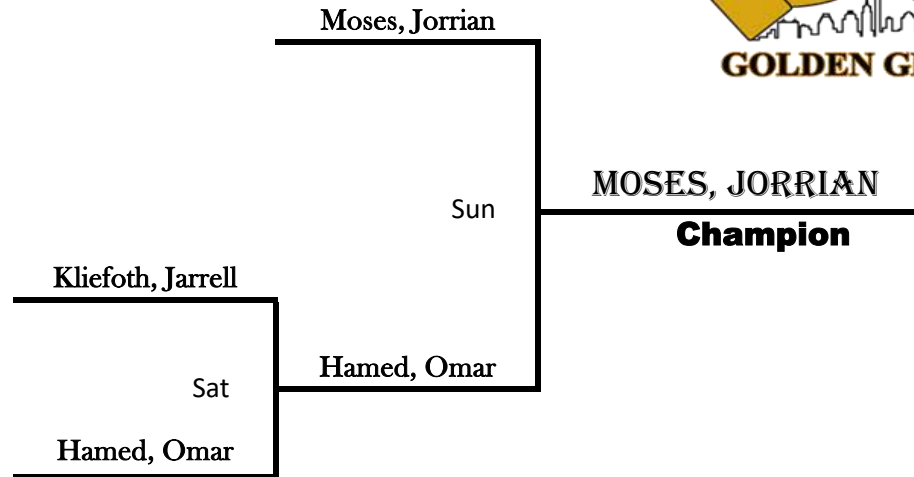 Moses, Jorrian
GOLDEN
MOSES, JORRIAN
Sun
Champion
Kliefoth, Jarrell
Hamed, Omar
Sat
Hamed, Omar